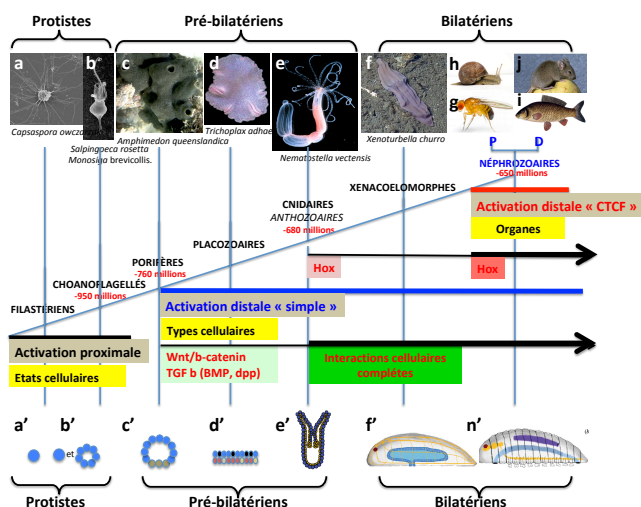 Protistes
Pré-bilatériens
Bilatériens
a
b
c
d
e
f
h
j
g
i
Capsaspora owczarzaki
Salpingoeca rosetta
Monosiga brevicollis.
Amphimedon queenslandica
Trichoplax adhae
Nematostella vectensis
Xenoturbella churro
P
D
NÉPHROZOAIRES
-650 millions
XENACOELOMORPHES
Activation distale « CTCF »
Organes
CNIDAIRES
ANTHOZOAIRES
-680 millions
PLACOZOAIRES
Hox
Hox
PORIFÈRES
-760 millions
CHOANOFLAGELLÉS
-950 millions
FILASTÉRIENS
Activation distale « simple »
Types cellulaires
Activation proximale
Etats cellulaires
Wnt/b-catenin
TGF b (BMP, dpp)
Interactions cellulaires
complétes
a’
b’
c’
d’
e’
f’
n’
et
Protistes
Pré-bilatériens
Bilatériens